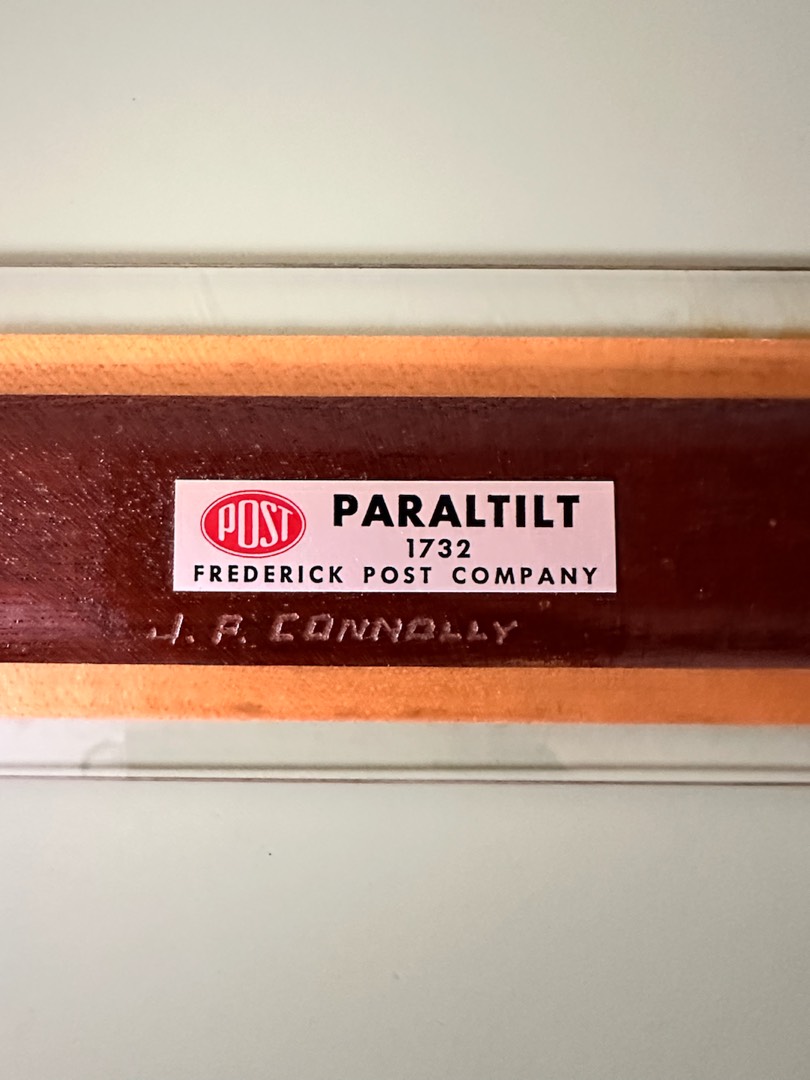 POST
PARALTILT
1732
FREDERICK POST COMPANY
J. A. CONNOLLY